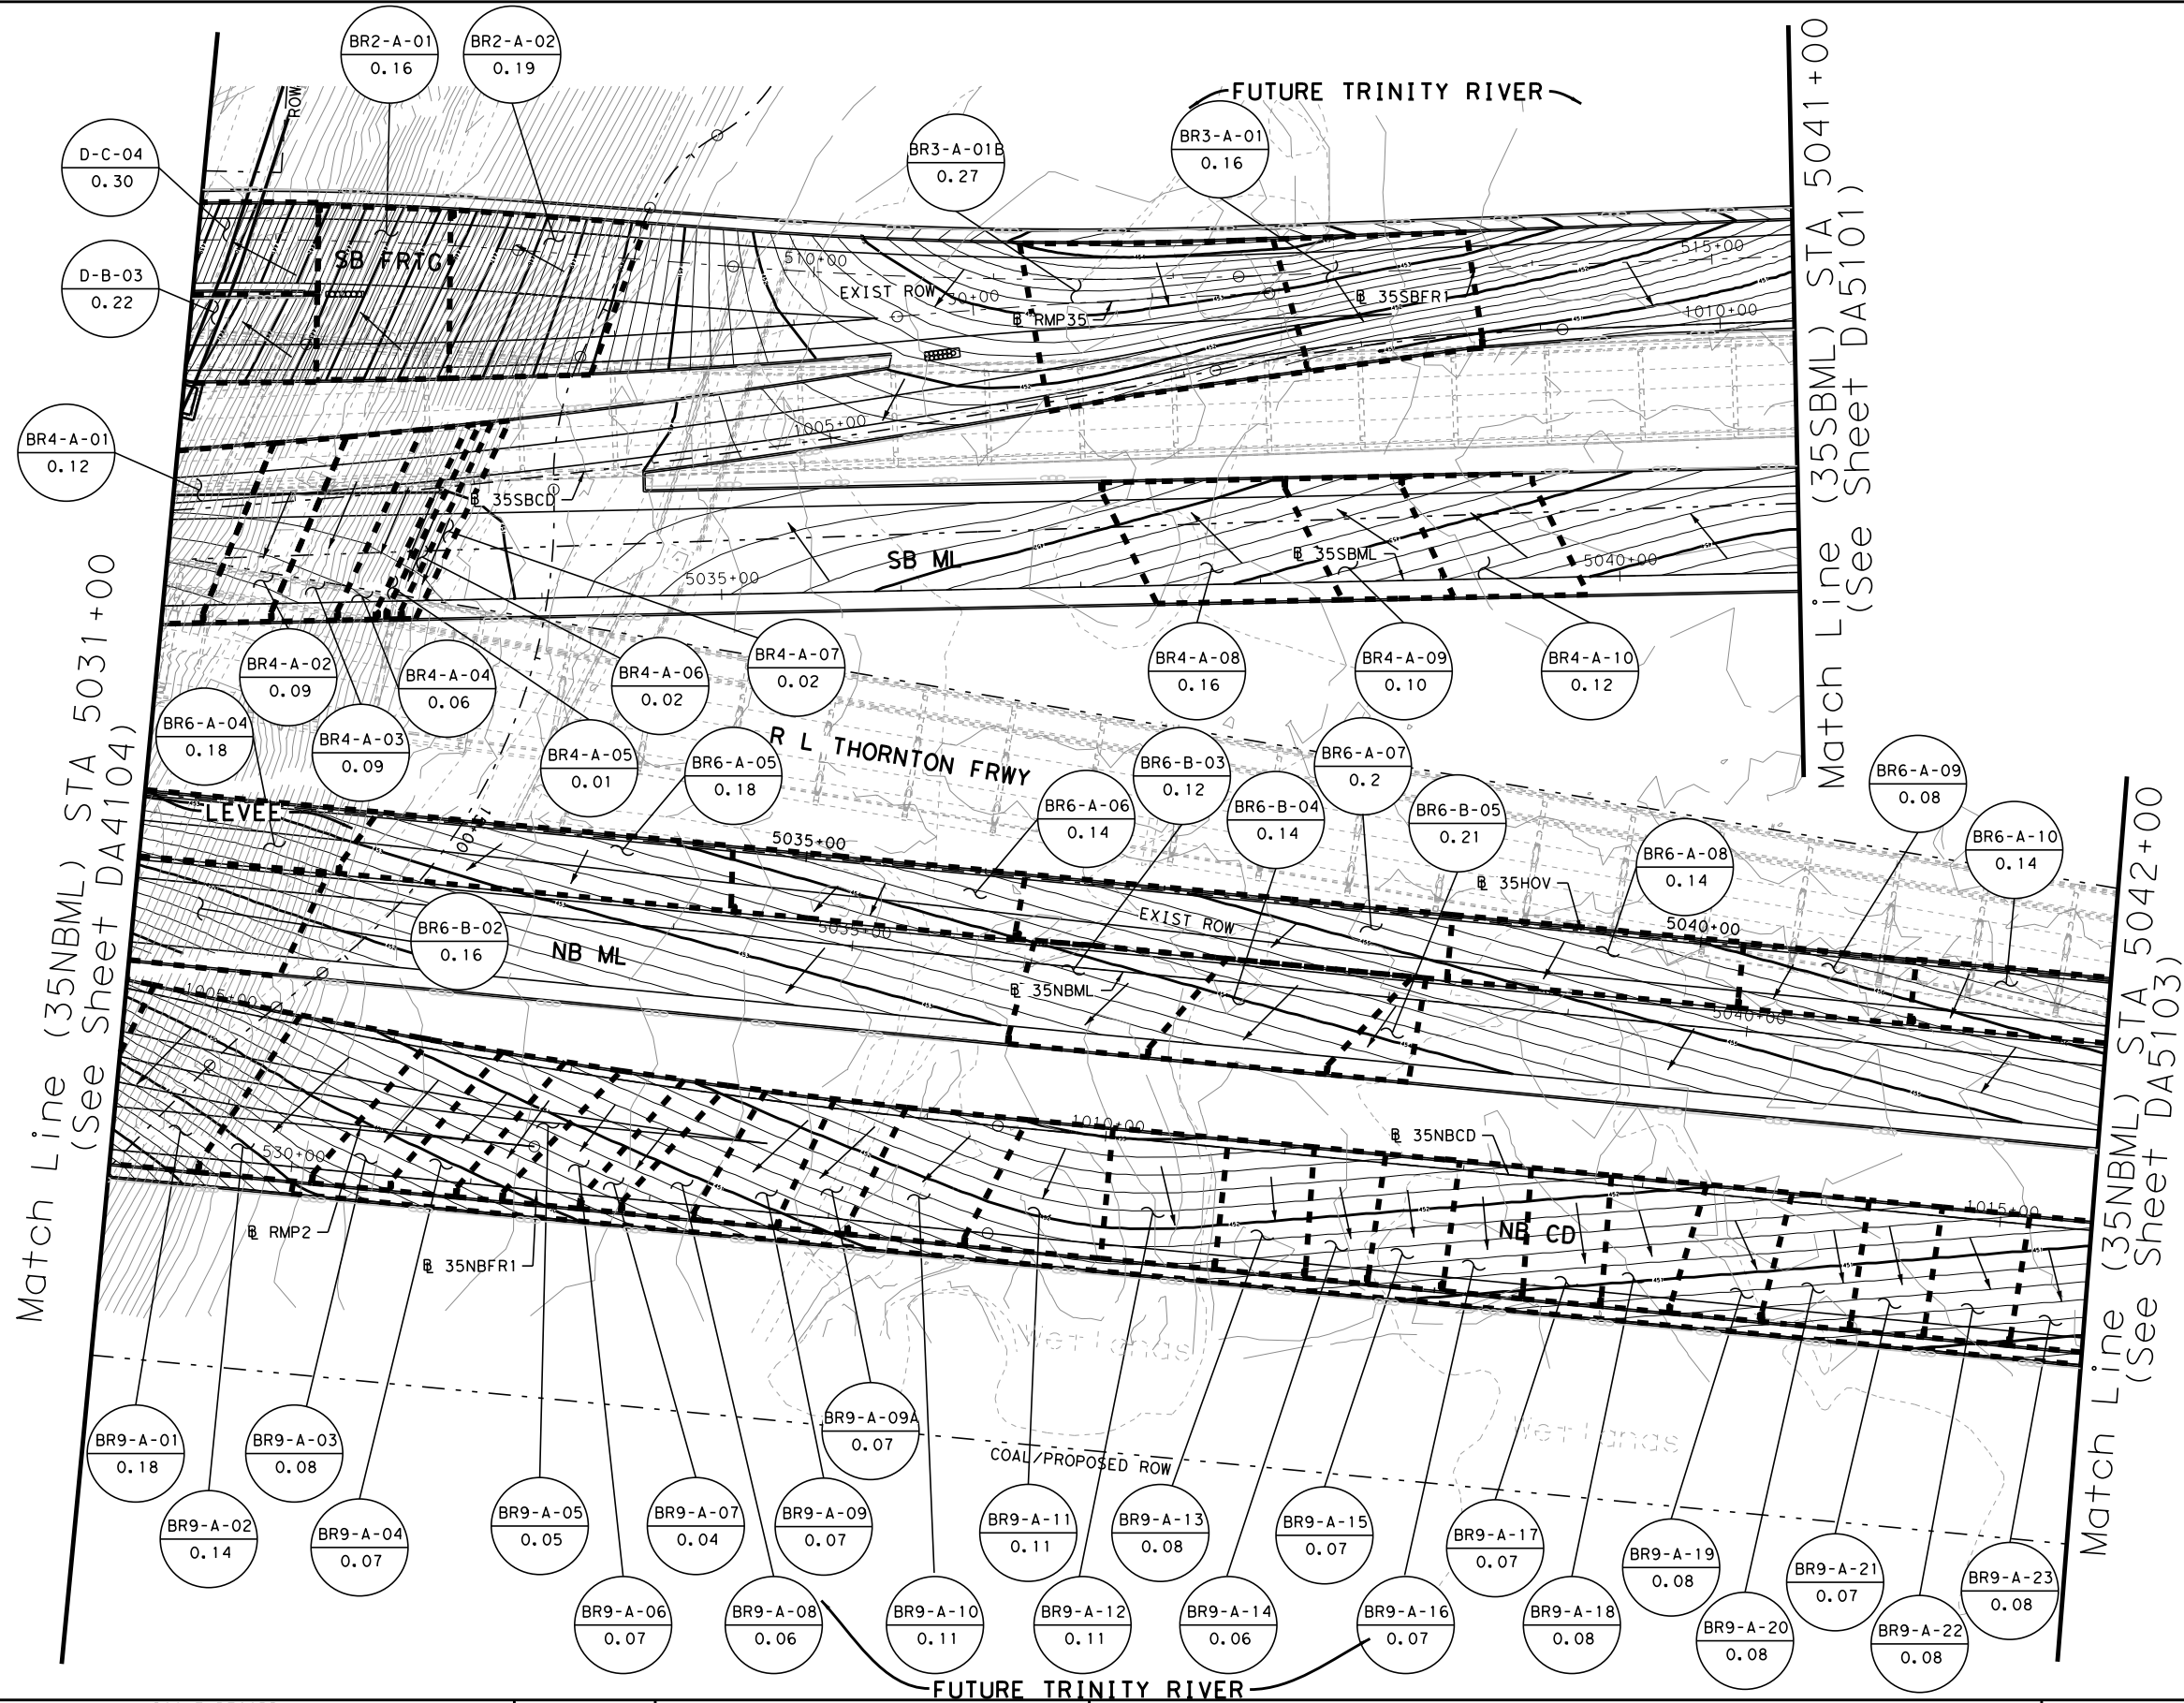 BR2-A-01
0.16
BR2-A-02
0.19
ROW
FUTURE TRINITY RIVER
D-C-04
0.30
BR3-A-01B
0.27
BR3-A-01
0.16
D-B-03
0.22
SB FRTG
510+00
515+00
EXIST ROW
30+00
RMP35
35SBFR1
1010+00
Match Line (35SBML) STA 5041+00
(See Sheet DA5101)
BR4-A-01
0.12
1005+00
35SBCD
SB ML
35SBML
5035+00
5040+00
BR4-A-02
0.09
BR4-A-03
0.09
BR4-A-04
0.06
BR4-A-05
0.01
BR4-A-06
0.02
BR4-A-07
0.02
BR4-A-08
0.16
BR4-A-09
0.10
BR4-A-10
0.12
Match Line (35NBML) STA 5031+00
(See Sheet DA4104)
BR6-A-04
0.18
BR6-A-05
0.18
R L THORNTON FRWY
BR6-A-06
0.14
BR6-B-03
0.12
BR6-B-04
0.14
BR6-A-07
0.2
BR6-B-05
0.21
BR6-A-08
0.14
BR6-A-09
0.08
BR6-A-10
0.14
LEVEE
5035+00
35HOV
EXIST ROW
5040+00
BR6-B-02
0.16
NB ML
5035+00
35NBML
5040+00
Match Line (35NBML) STA 5042+00
(See Sheet DA5103)
1005+00
530+00
RMP2
35NBFR1
1010+00
35NBCD
NB CD
1015+00
Wetlands
Wetlands
COAL/PROPOSED ROW
BR9-A-01
0.18
BR9-A-02
0.14
BR9-A-03
0.08
BR9-A-04
0.07
BR9-A-05
0.05
BR9-A-06
0.07
BR9-A-07
0.04
BR9-A-08
0.06
BR9-A-09
0.07
BR9-A-09A
0.07
BR9-A-10
0.11
BR9-A-11
0.11
BR9-A-12
0.11
BR9-A-13
0.08
BR9-A-14
0.06
BR9-A-15
0.07
BR9-A-16
0.07
BR9-A-17
0.07
BR9-A-18
0.08
BR9-A-19
0.08
BR9-A-20
0.08
BR9-A-21
0.07
BR9-A-22
0.08
BR9-A-23
0.08
FUTURE TRINITY RIVER